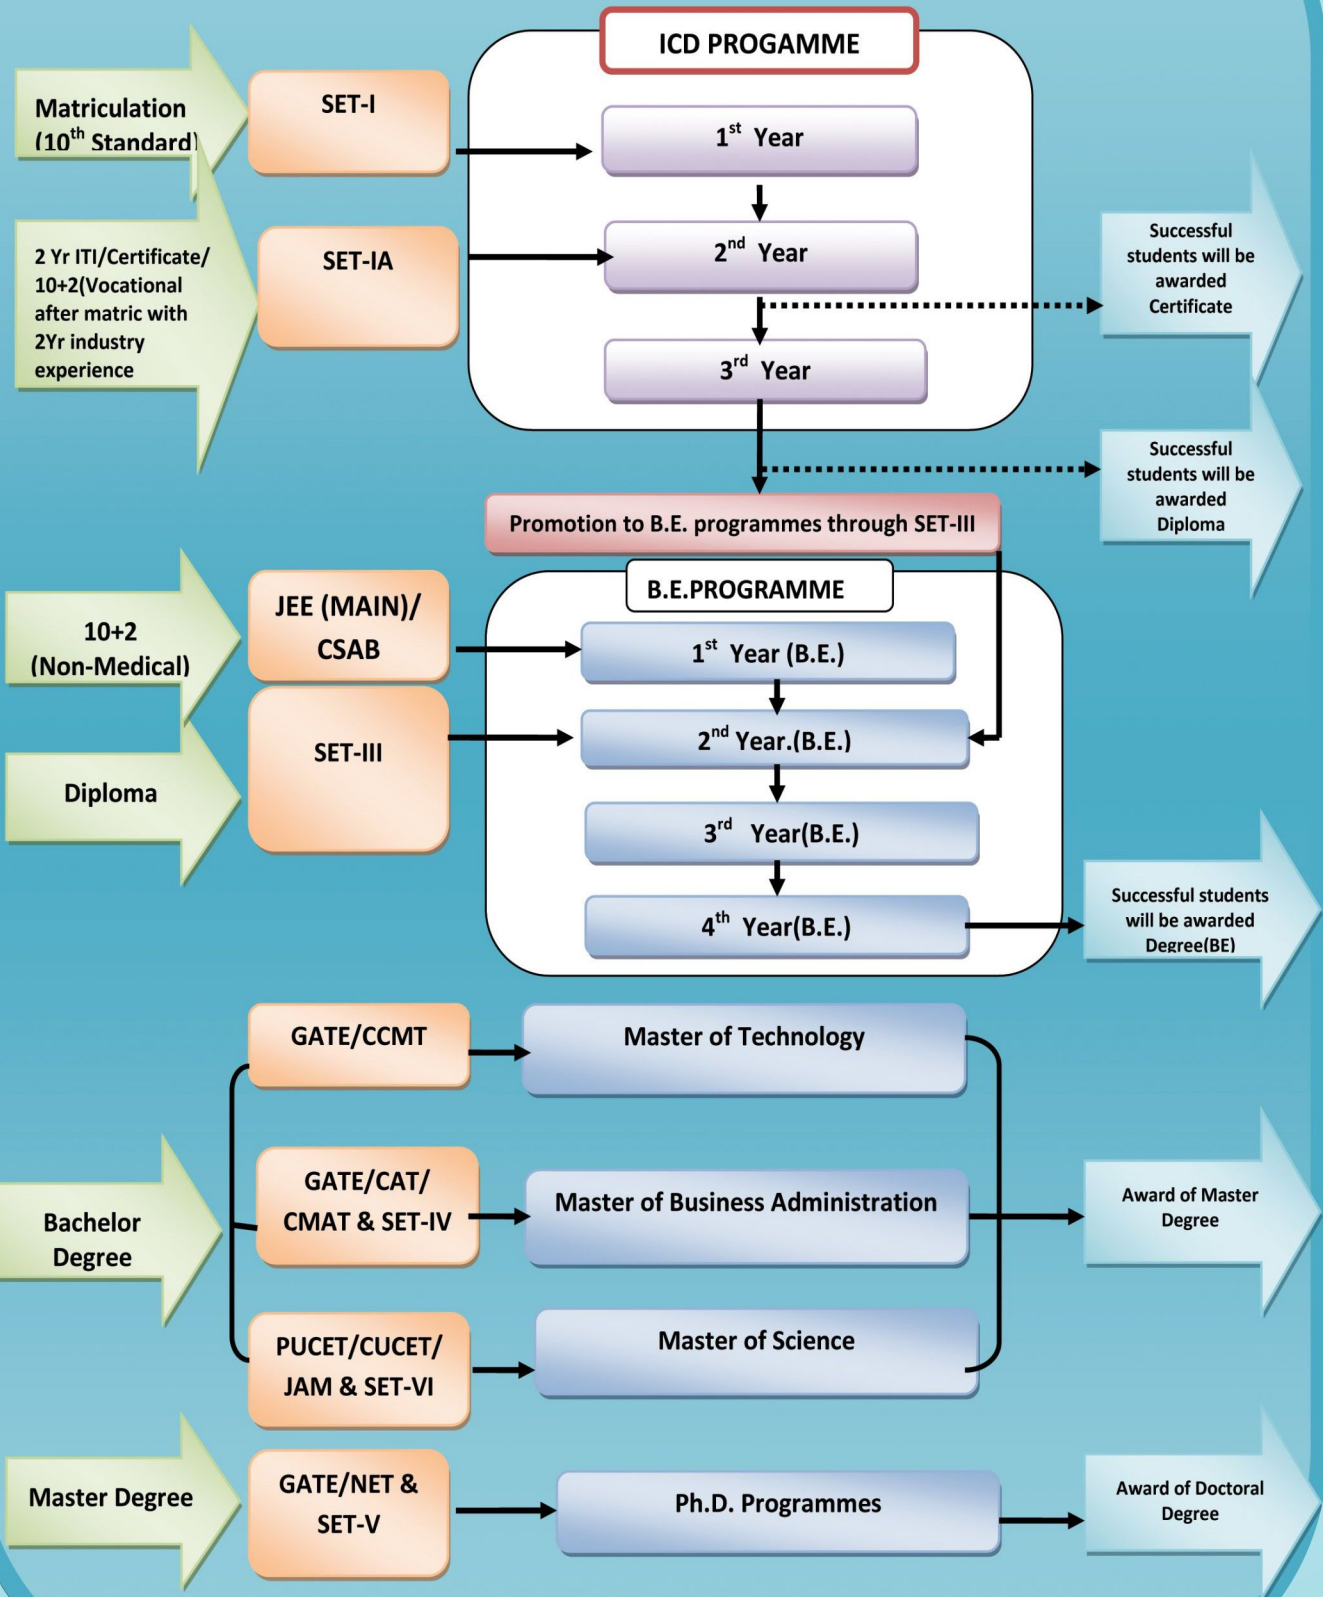 ICD PROGAMME
Matriculation
(10th Standard)
SET-I
1st Year
2 Yr ITI/Certificate/
10+2(Vocational
after matric with
2Yr industry
experience
SET-IA
2nd Year
Successful
students will be
awarded
Certificate
3rd Year
Successful
students will be
awarded
Diploma
Promotion to B.E. programmes through SET-III
B.E.PROGRAMME
10+2
(Non-Medical)
JEE (MAIN)/
CSAB
1st Year (B.E.)
Diploma
SET-III
2nd Year.(B.E.)
3rd Year(B.E.)
4th Year(B.E.)
Successful students
will be awarded
Degree(BE)
GATE/CCMT
Master of Technology
Bachelor
Degree
GATE/CAT/
CMAT & SET-IV
Master of Business Administration
Award of Master
Degree
PUCET/CUCET/
JAM & SET-VI
Master of Science
Master Degree
GATE/NET &
SET-V
Ph.D. Programmes
Award of Doctoral
Degree